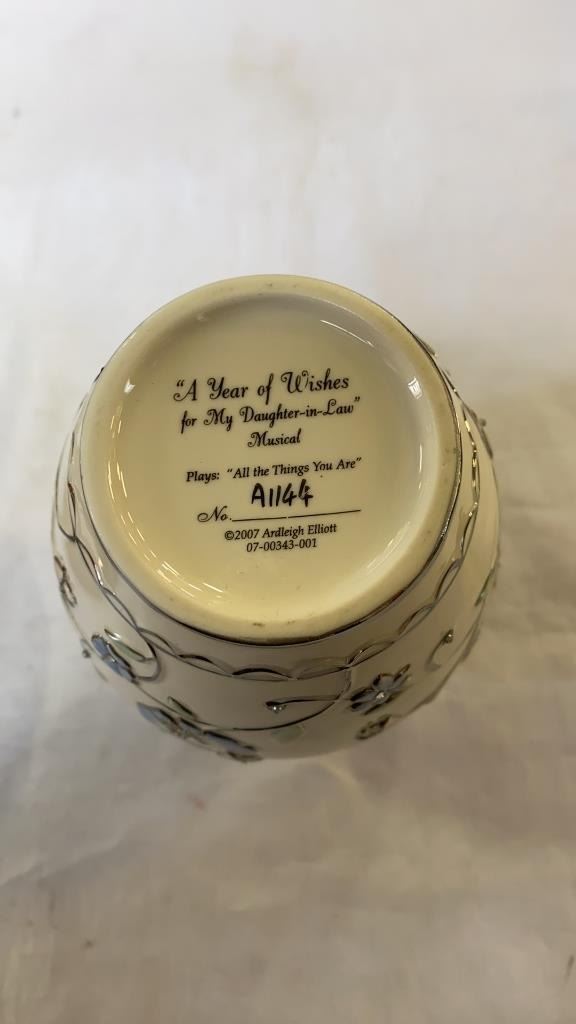 “A Year of Wishes
for My Daughter-in-Law”
Musical
Plays: “All the Things You Are”
A1144
No.
©2007 Ardleigh Elliott
07-00343-001